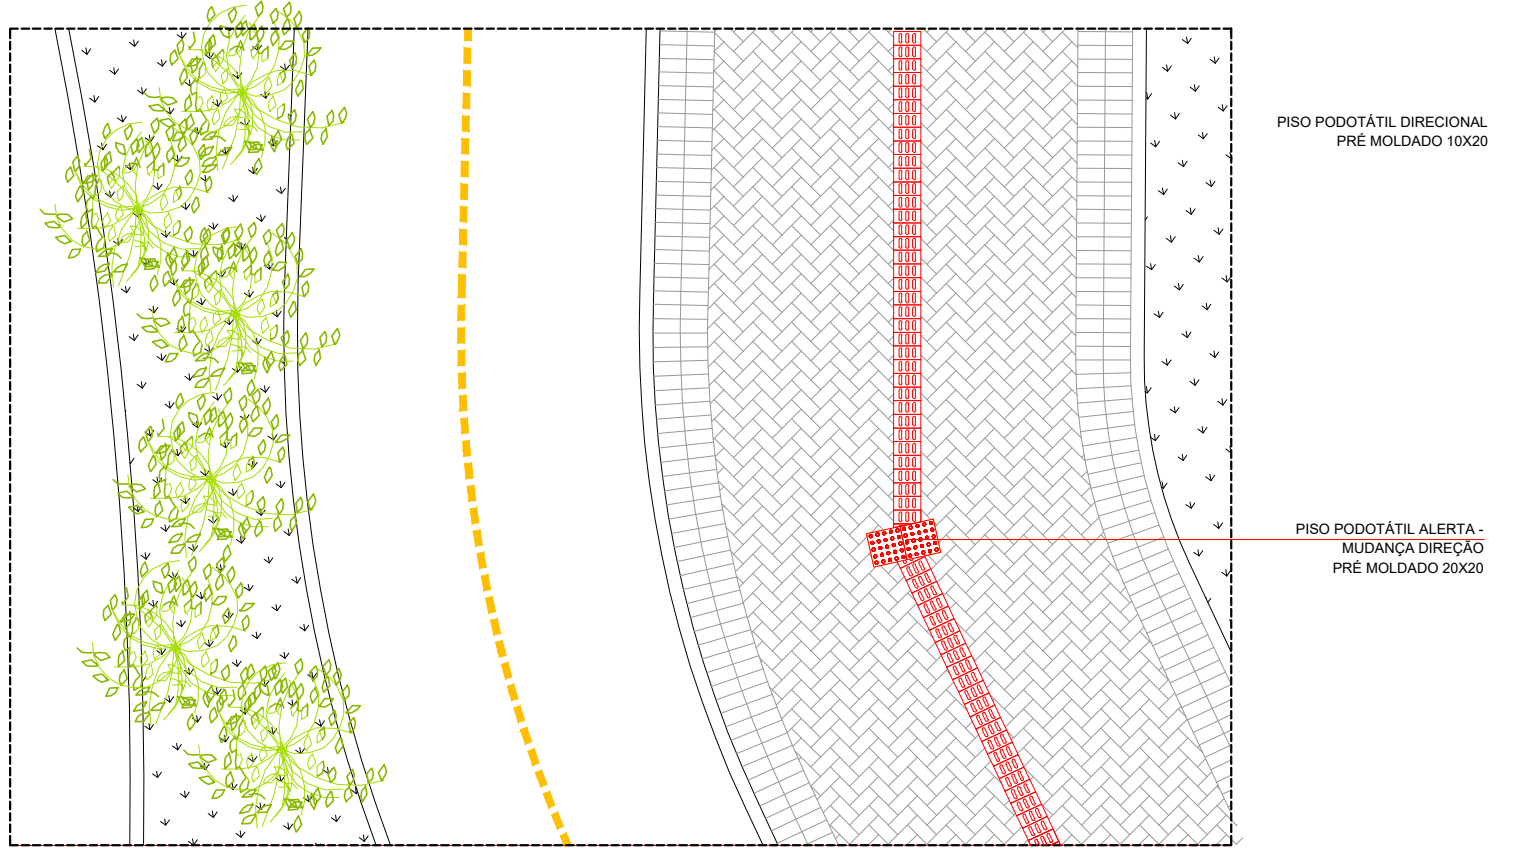 PISO PODOTÁTIL DIRECIONAL
PRÉ MOLDADO 10X20
PISO PODOTÁTIL ALERTA -
MUDANÇA DIREÇÃO
PRÉ MOLDADO 20X20